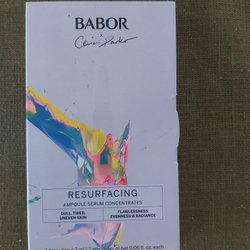 BABOR
x
RESURFACING
AMPOULE SERUM CONCENTRATES
DULL, TIRED, UNEVEN SKIN
FLAWLESSNESS EVENNESS & RADIANCE